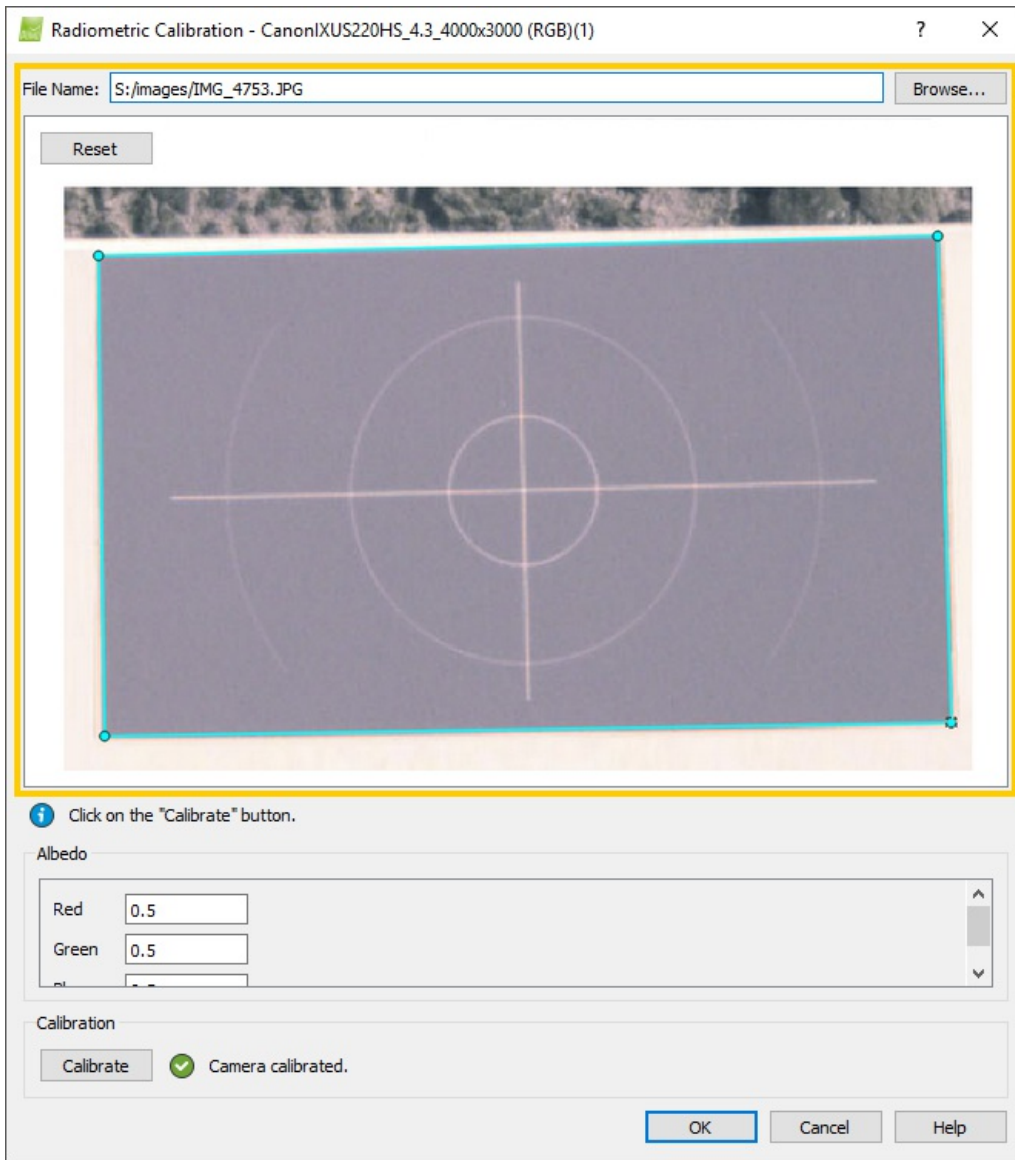 Radiometric Calibration - CanonIXUS220HS_4.3_4000x3000 (RGB)(1) ?
File Name: S:/images/IMG_4753.JPG Browse...
Reset
Click on the "Calibrate" button.
Albedo
Red 0.5
Green 0.5
Calibration
Calibrate Camera calibrated.
OK Cancel Help